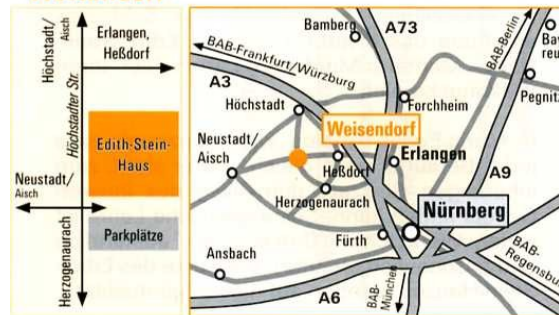 Höchstadt/
Aisch
Höchstadter Str.
Erlangen,
Heßdorf
Edith-Stein-
Haus
Neustadt/
Aisch
Parkplätze
Herzogenaurach
Bamberg
A73
BAB-Berlin
BAB-Frankfurt/Würzburg
A3
Pegnitz
Höchstadt
Forchheim
Weisendorf
Neustadt/
Aisch
Heßdorf
Erlangen
A9
Herzogenaurach
Nürnberg
Fürth
Ansbach
BAB-
München
BAB-
Regensburg
A6